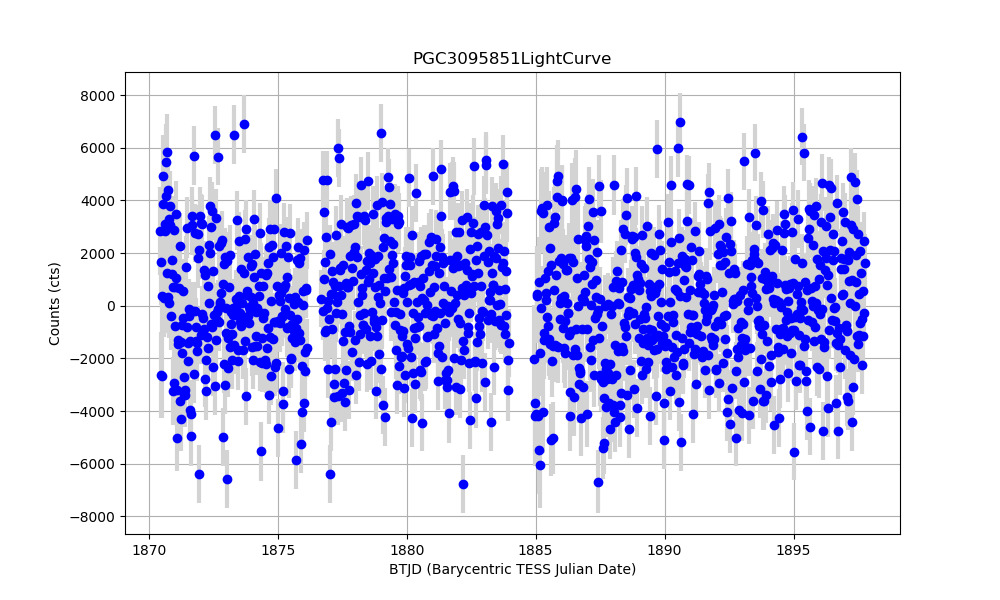 PGC3095851LightCurve
8000
6000
4000
2000
0
−2000
−4000
−6000
−8000
Counts (cts)
1870 1875 1880 1885 1890 1895
BTJD (Barycentric TESS Julian Date)